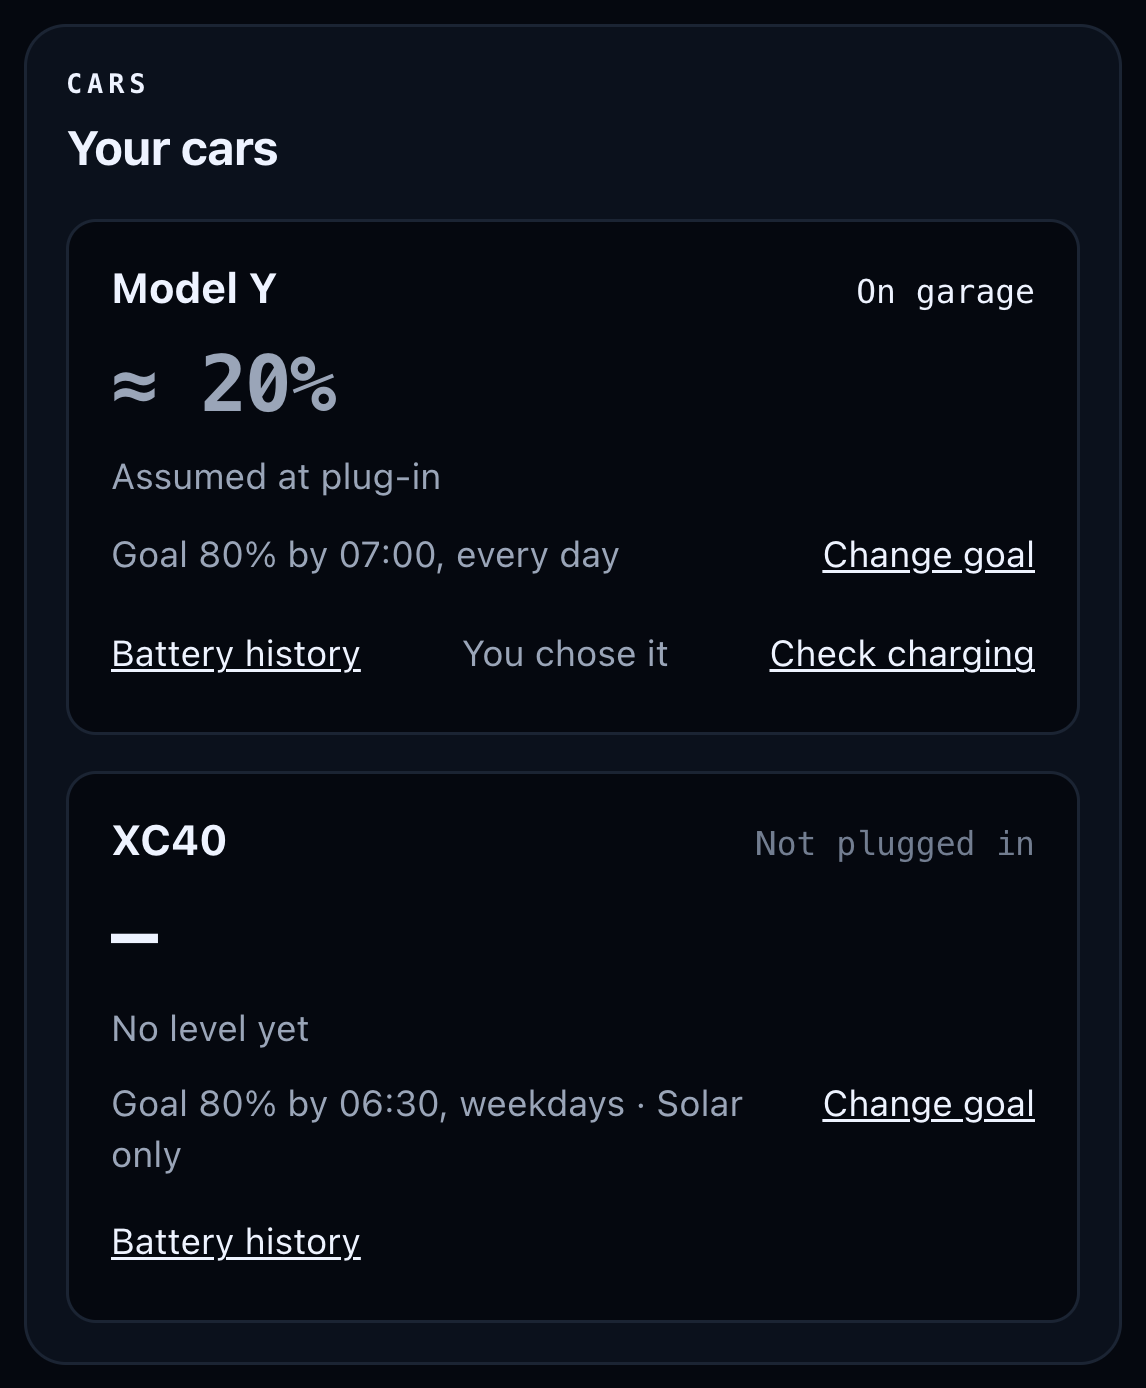 CARS
Your cars
Model Y
On garage
≈ 20%
Assumed at plug-in
Goal 80% by 07:00, every day
Change goal
Battery history
You chose it
Check charging
XC40
Not plugged in
—
No level yet
Goal 80% by 06:30, weekdays · Solar
only
Change goal
Battery history